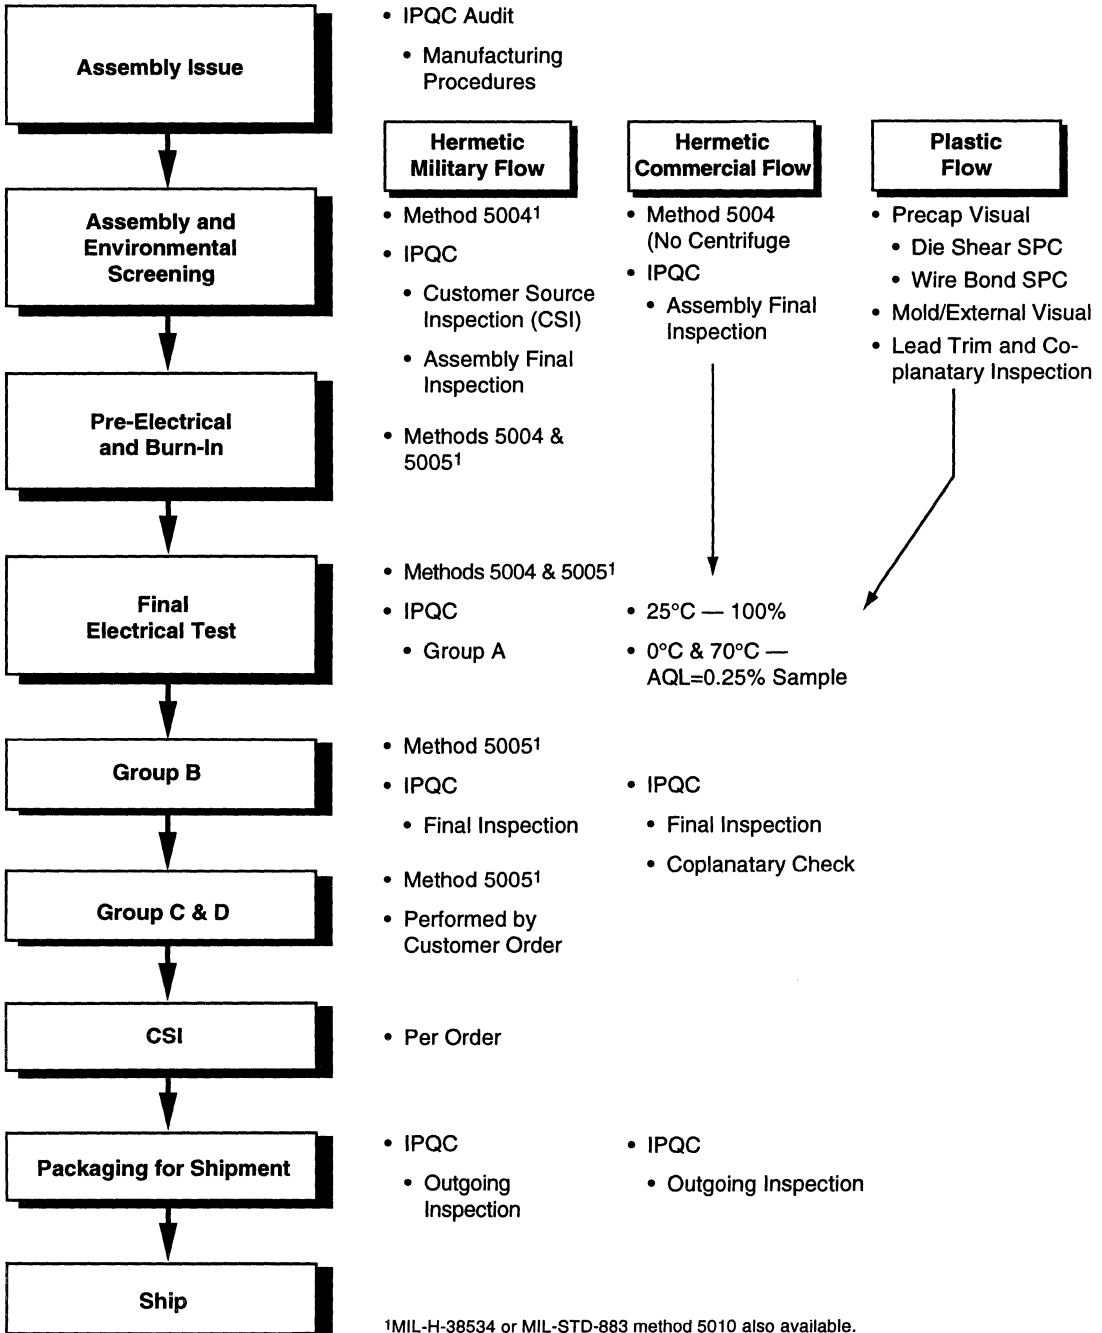 Assembly Issue
• IPQC Audit
• Manufacturing
Procedures
Hermetic
Military Flow
Hermetic
Commercial Flow
Plastic
Flow
Assembly and
Environmental
Screening
• Method 5004¹
• IPQC
• Customer Source
Inspection (CSI)
• Assembly Final
Inspection
• Method 5004
(No Centrifuge
• IPQC
• Assembly Final
Inspection
• Precap Visual
• Die Shear SPC
• Wire Bond SPC
• Mold/External Visual
• Lead Trim and Co-
planatary Inspection
Pre-Electrical
and Burn-In
• Methods 5004 &
5005¹
Final
Electrical Test
• Methods 5004 & 5005¹
• IPQC
• Group A
• 25°C — 100%
• 0°C & 70°C —
AQL=0.25% Sample
Group B
• Method 5005¹
• IPQC
• Final Inspection
• IPQC
• Final Inspection
• Coplanatary Check
Group C & D
• Method 5005¹
• Performed by
Customer Order
CSI
• Per Order
Packaging for Shipment
• IPQC
• Outgoing
Inspection
• IPQC
• Outgoing Inspection
Ship
¹MIL-H-38534 or MIL-STD-883 method 5010 also available.